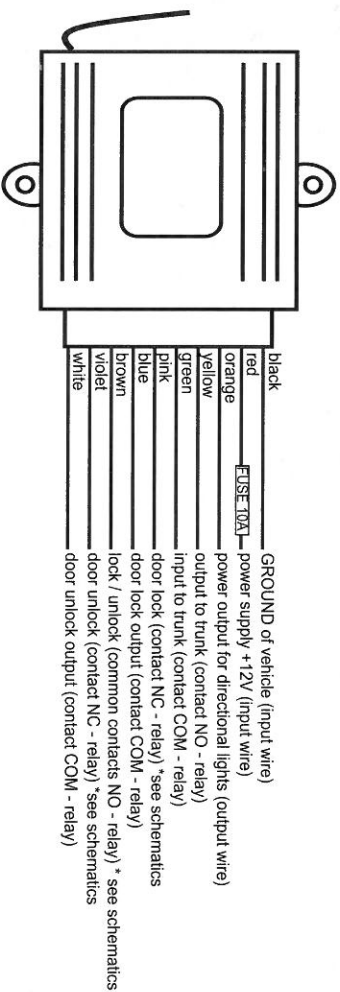 black GROUND of vehicle (input wire)
red FUSE 10A power supply +12V (input wire)
orange power output for directional lights (output wire)
yellow output to trunk (contact NO - relay)
green input to trunk (contact COM - relay)
pink door lock (contact NC - relay) *see schematics
blue door lock output (contact COM - relay)
brown lock / unlock (common contacts NO - relay) * see schematics
violet door unlock (contact NC - relay) *see schematics
white door unlock output (contact COM - relay)